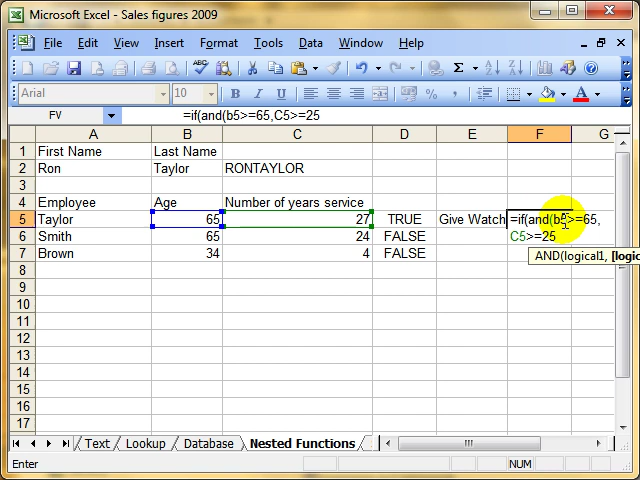 Microsoft Excel - Sales figures 2009
File Edit View Insert Format Tools Data Window Help
Arial 10 B I U
FV =if(and(b5>=65,C5>=25
A B C D E F G
1 First Name Last Name
2 Ron Taylor RONTAYLOR
3
4 Employee Age Number of years service
5 Taylor 65 27 TRUE Give Watch =if(and(b5>=65,
C5>=25
6 Smith 65 24 FALSE
AND(logical1, [logic
7 Brown 34 4 FALSE
8
9
10
11
12
13
14
15
16
17
Text Lookup Database Nested Functions
Enter NUM